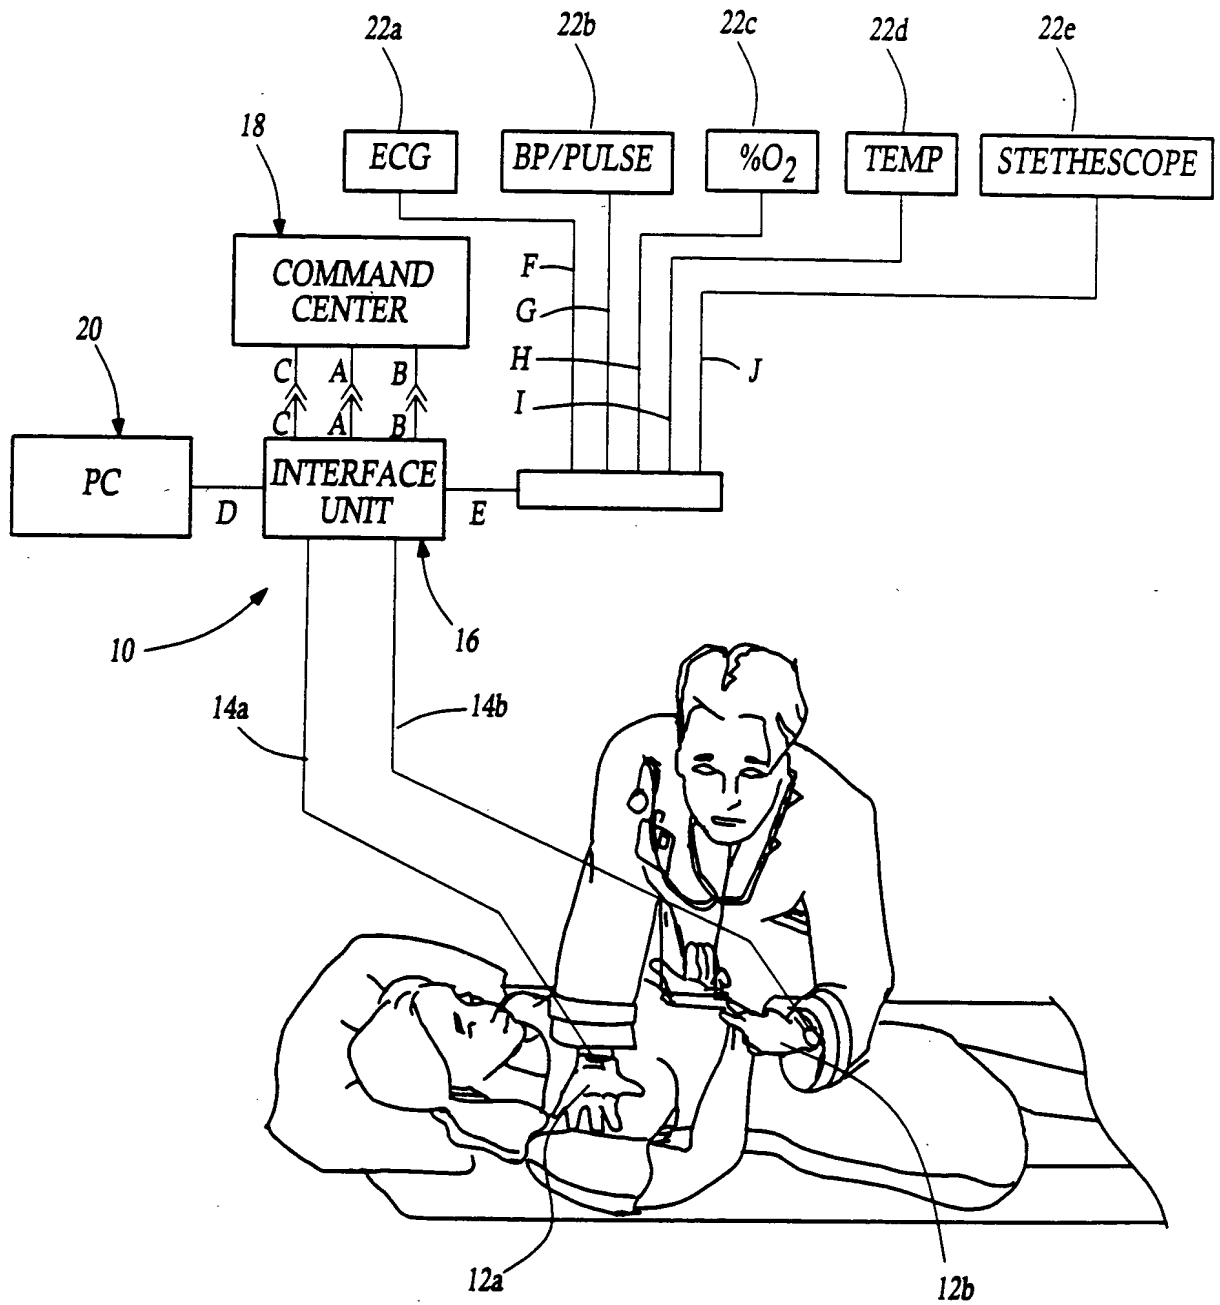 22a 22b 22c 22d 22e
18
ECG BP/PULSE %O2 TEMP STETHESCOPE
COMMAND
CENTER
F
G
20
H J
C A B
I
C A B
PC
INTERFACE
UNIT
D E
10 16
14a 14b
12a 12b